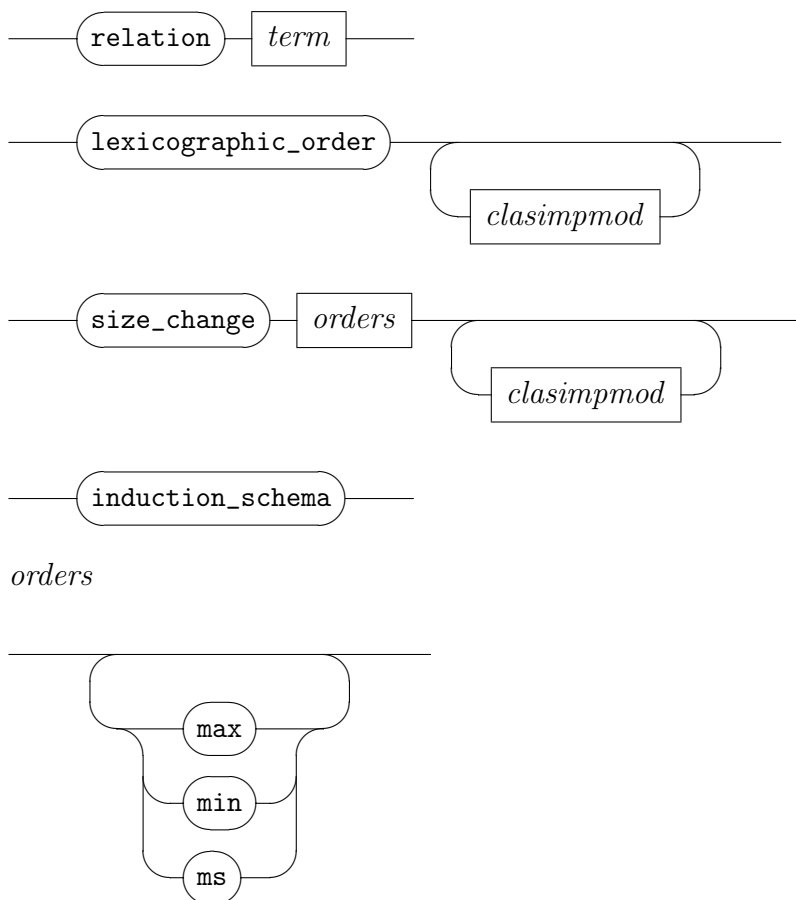 relation term
lexicographic_order
clasimpmod
size_change orders
clasimpmod
induction_schema
orders
max
min
ms